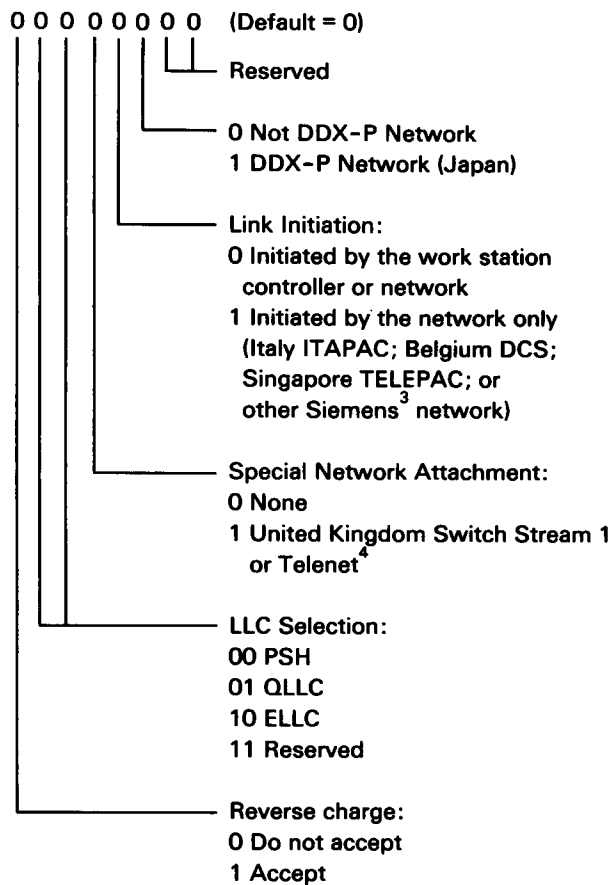 0 0 0 0 0 0 0 0 (Default = 0)
Reserved
0 Not DDX-P Network
1 DDX-P Network (Japan)
Link Initiation:
0 Initiated by the work station
controller or network
1 Initiated by the network only
(Italy ITAPAC; Belgium DCS;
Singapore TELEPAC; or
other Siemens³ network)
Special Network Attachment:
0 None
1 United Kingdom Switch Stream 1
or Telenet⁴
LLC Selection:
00 PSH
01 QLLC
10 ELLC
11 Reserved
Reverse charge:
0 Do not accept
1 Accept